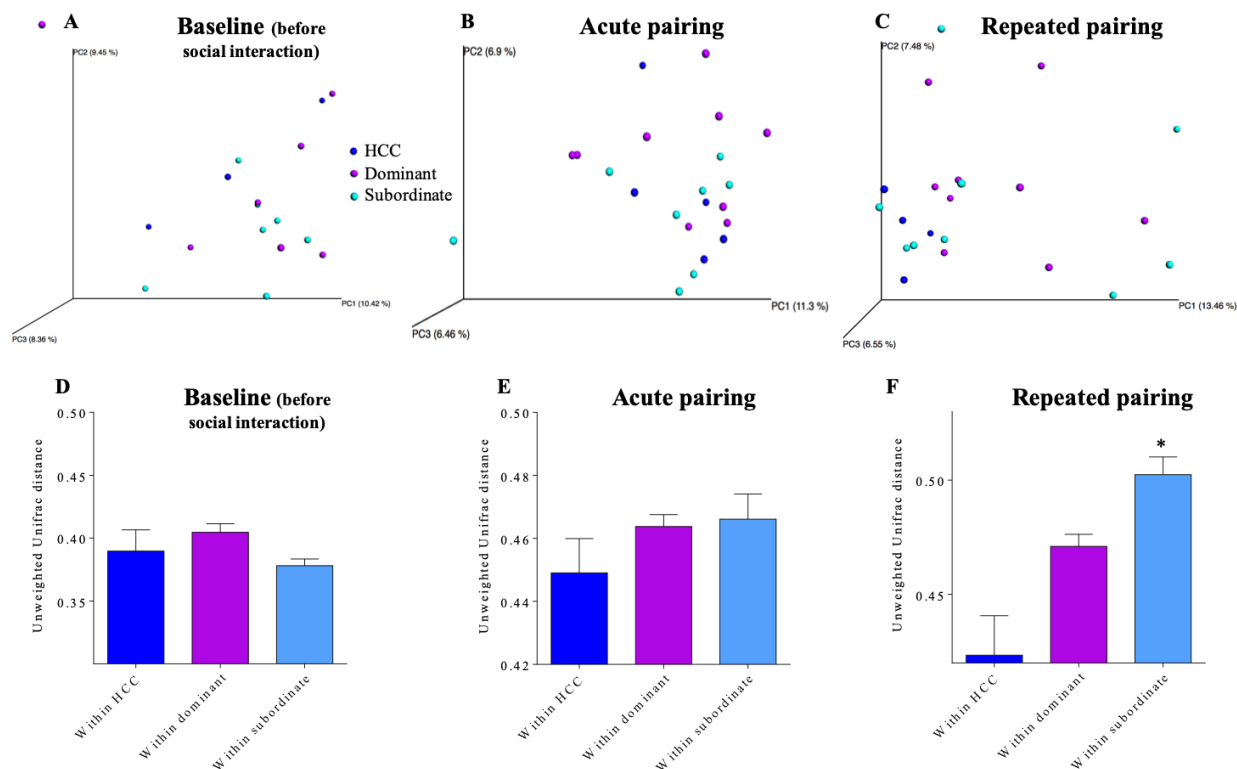 A
Baseline (before
social interaction)
PC2 (9.45 %)
PC1 (10.42 %)
PC3 (8.36 %)
HCC
Dominant
Subordinate
B
Acute pairing
PC2 (6.9 %)
PC1 (11.3 %)
PC3 (6.46 %)
C
Repeated pairing
PC2 (7.48 %)
PC1 (13.46 %)
PC3 (6.55 %)
D
Baseline (before
social interaction)
Unweighted Unifrac distance
0.50
0.45
0.40
0.35
Within HCC
Within dominant
Within subordinate
E
Acute pairing
Unweighted Unifrac distance
0.50
0.48
0.46
0.44
0.42
Within HCC
Within dominant
Within subordinate
F
Repeated pairing
Unweighted Unifrac distance
*
0.50
0.45
Within HCC
Within dominant
Within subordinate